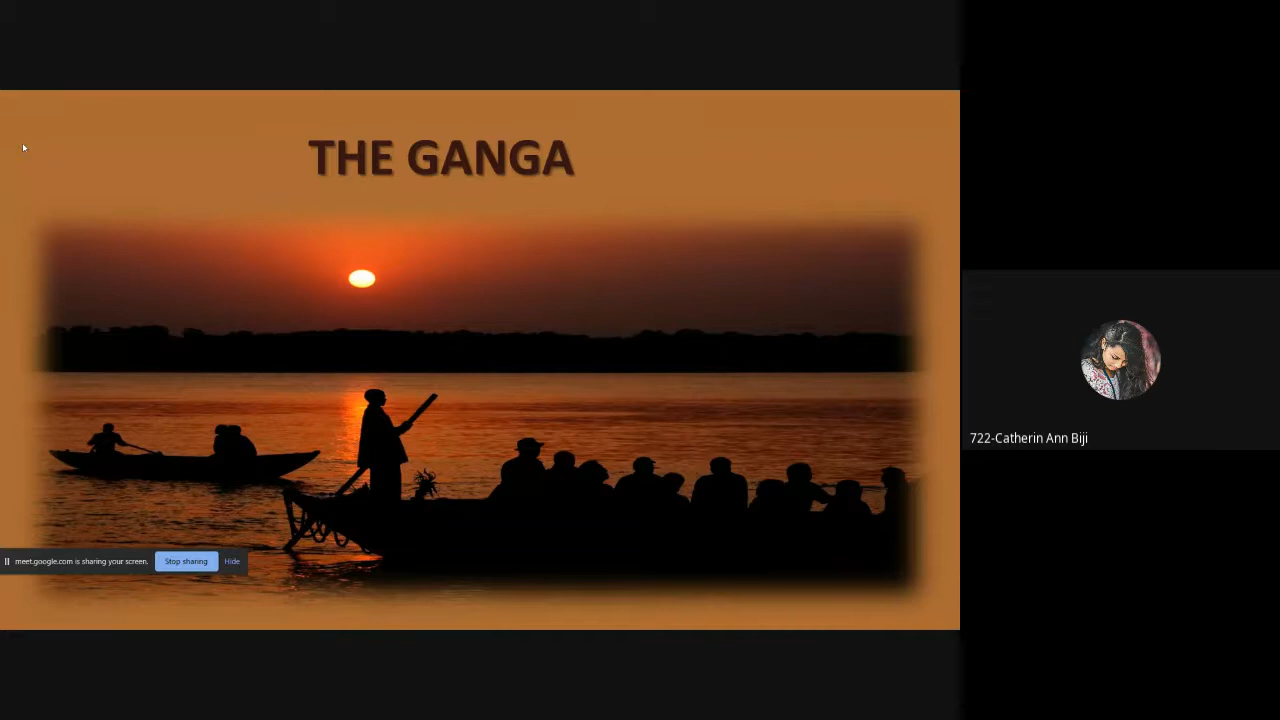 THE GANGA
meet.google.com is sharing your screen.
Stop sharing
Hide
722-Catherin Ann Biji